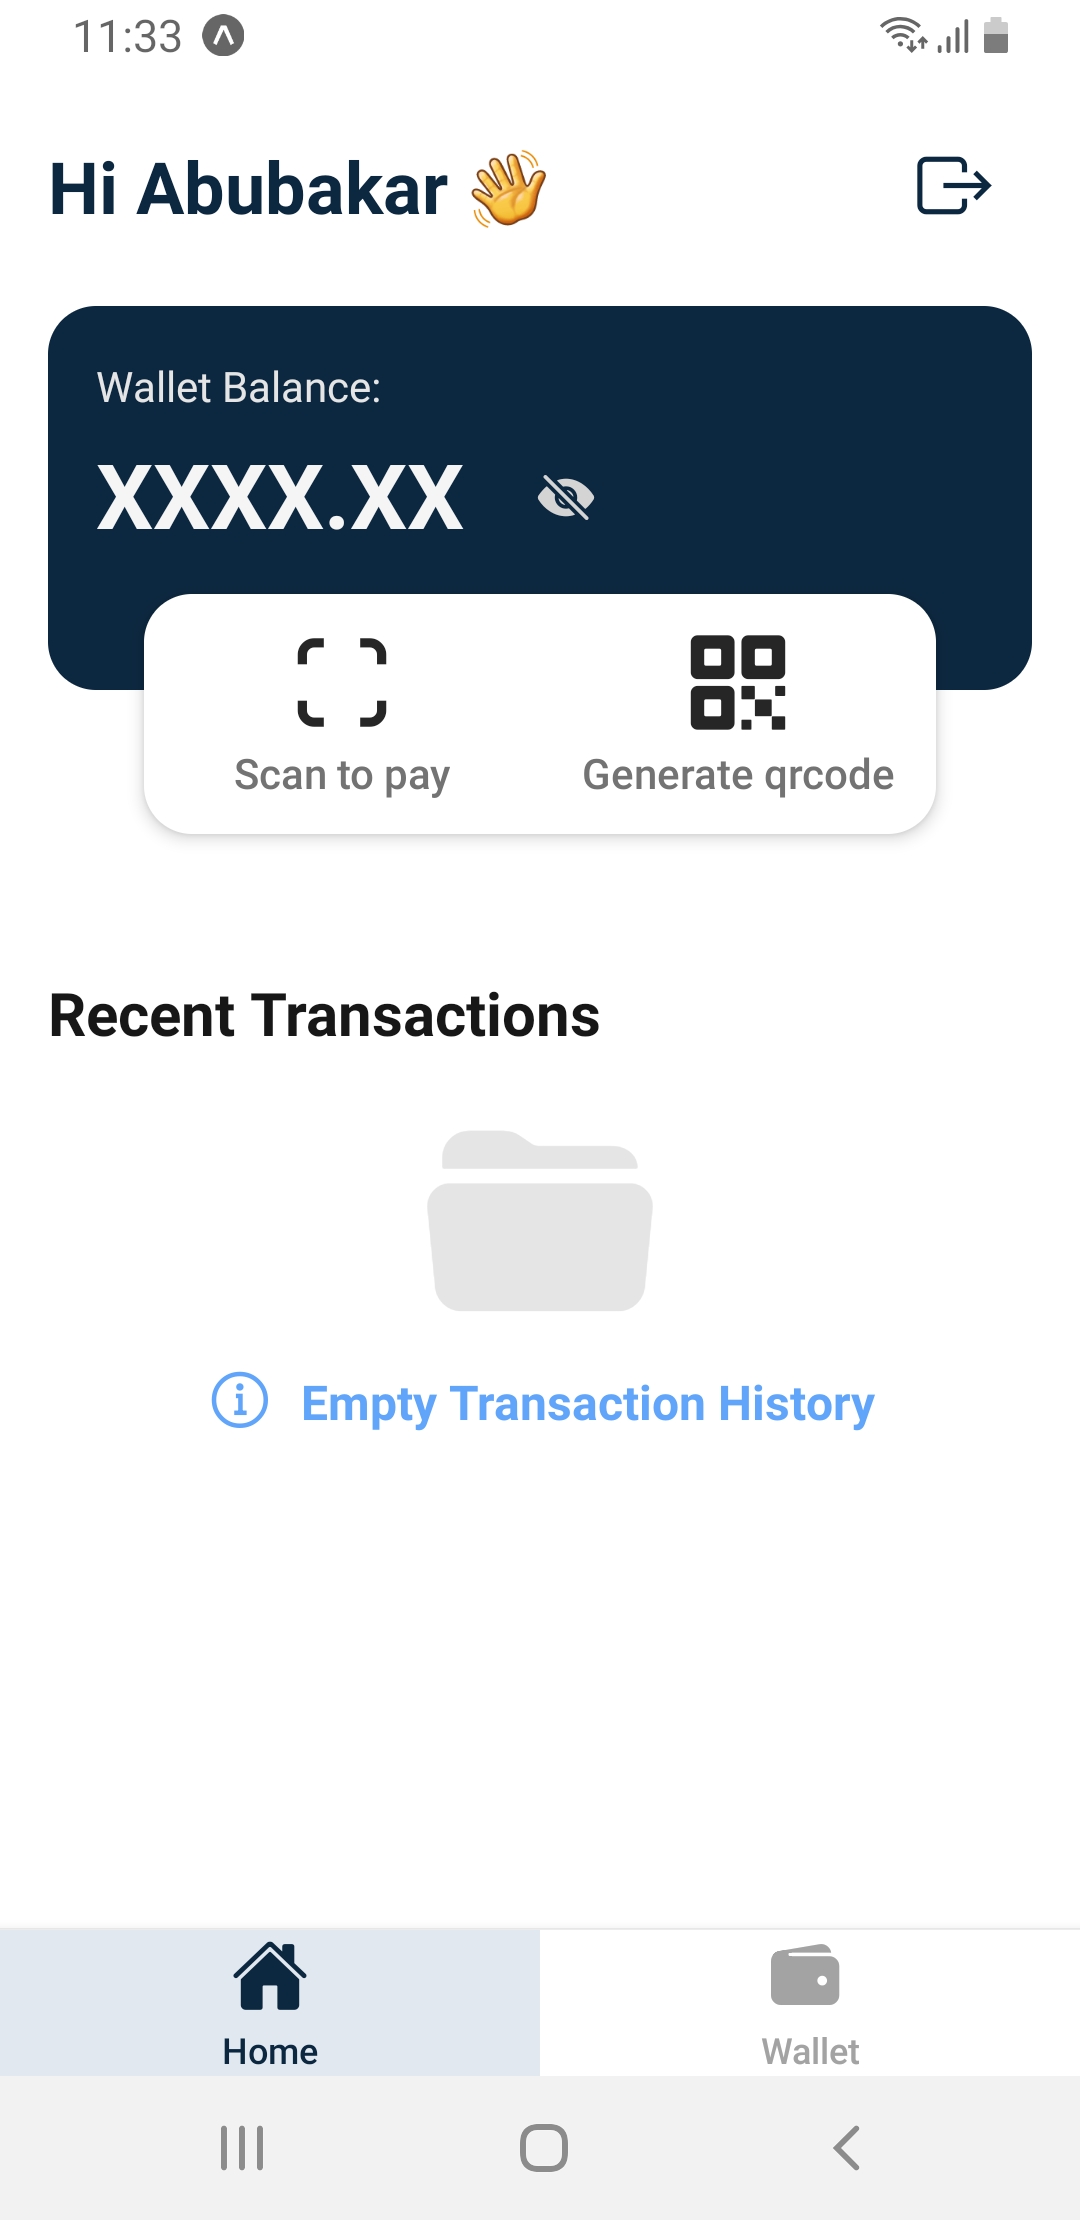 11:33
Hi Abubakar 👋
Wallet Balance:
XXXX.XX
Scan to pay
Generate qrcode
Recent Transactions
Empty Transaction History
Home
Wallet